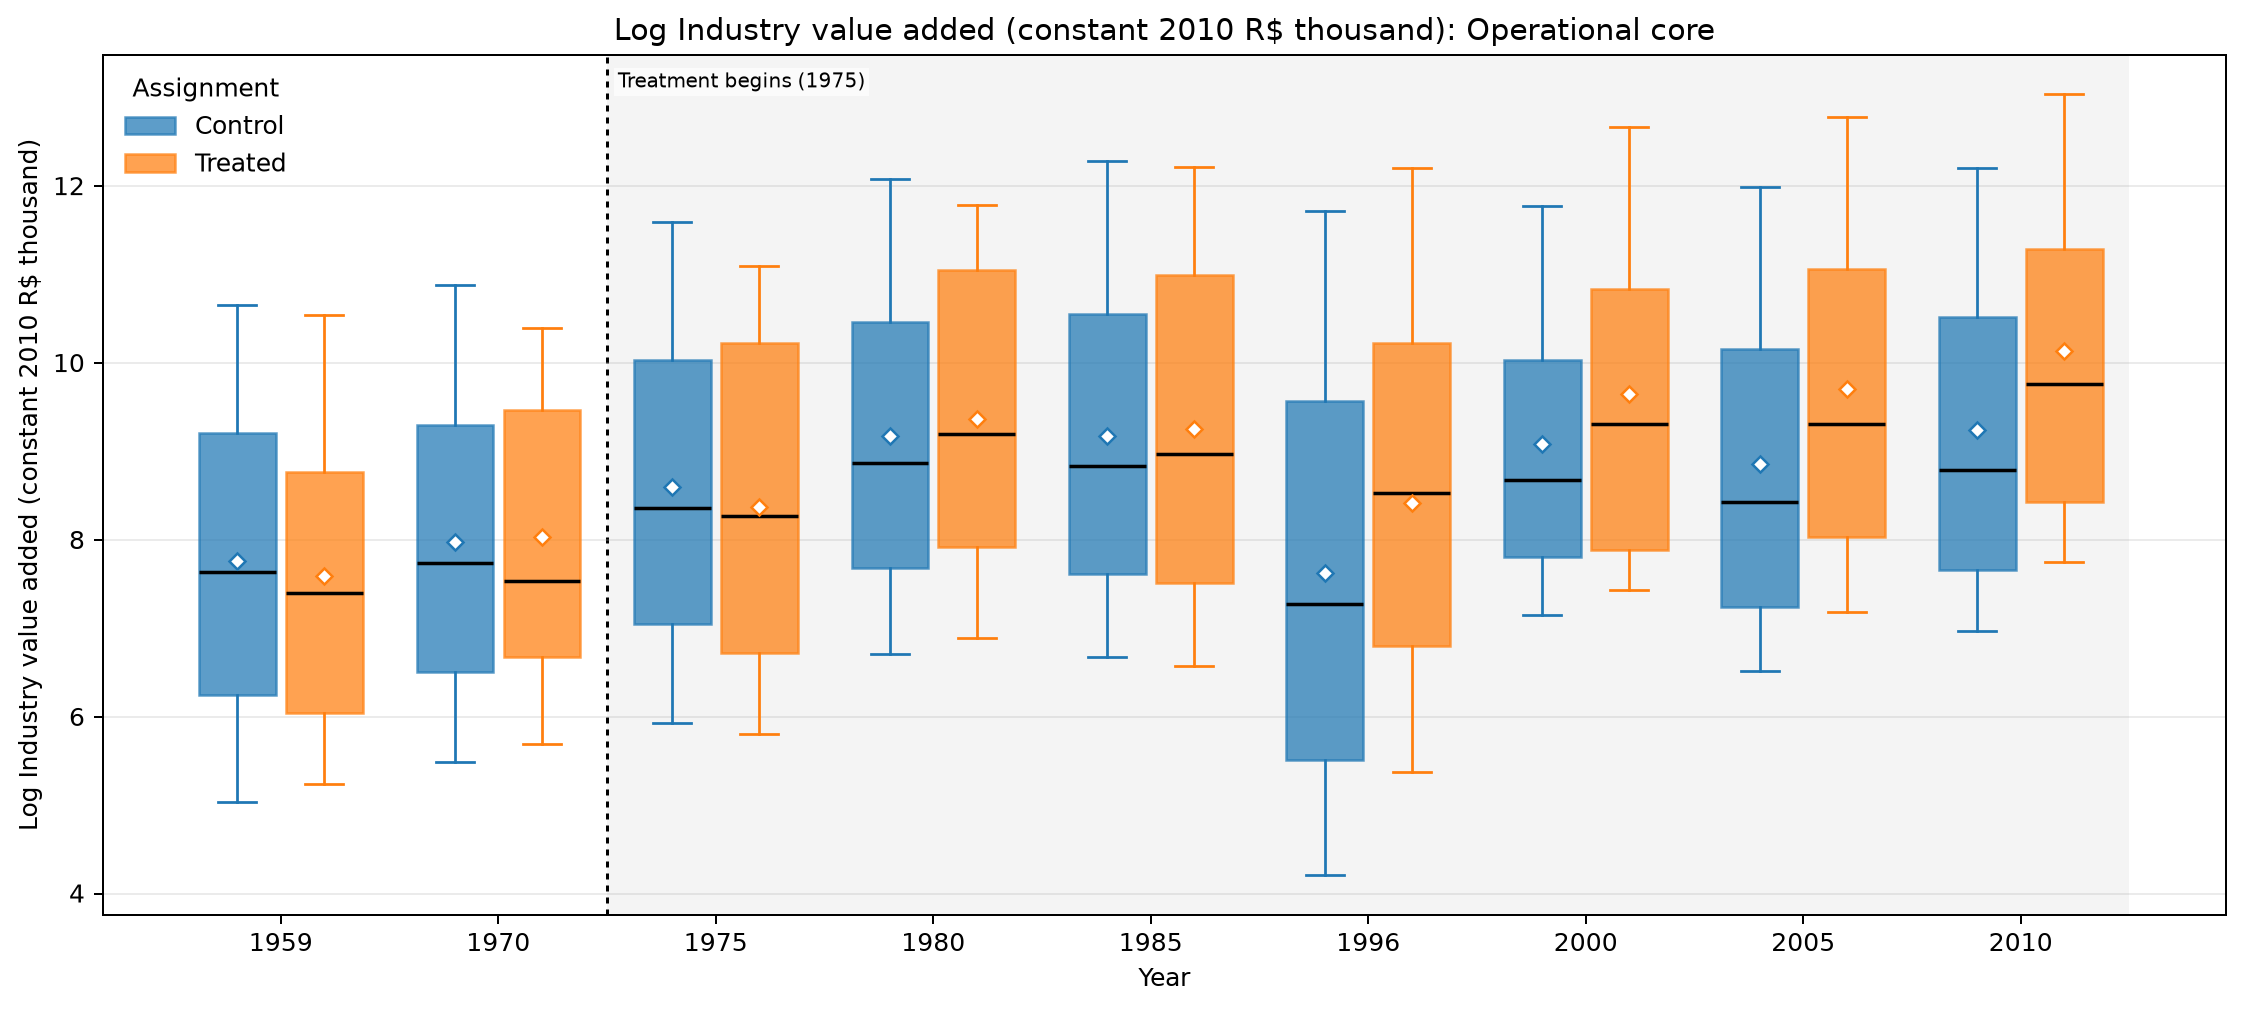 Log Industry value added (constant 2010 R$ thousand): Operational core
Treatment begins (1975)
Assignment
Control
Treated
Log Industry value added (constant 2010 R$ thousand)
12
10
8
6
4
1959 1970 1975 1980 1985 1996 2000 2005 2010
Year